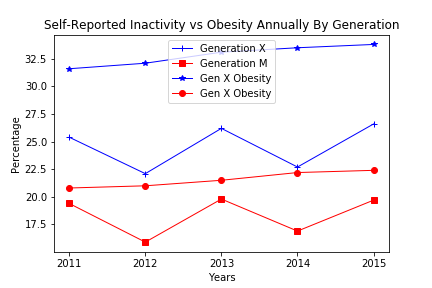 Self-Reported Inactivity vs Obesity Annually By Generation
Generation X
Generation M
Gen X Obesity
Gen X Obesity
Percentage
32.5
30.0
27.5
25.0
22.5
20.0
17.5
2011 2012 2013 2014 2015
Years